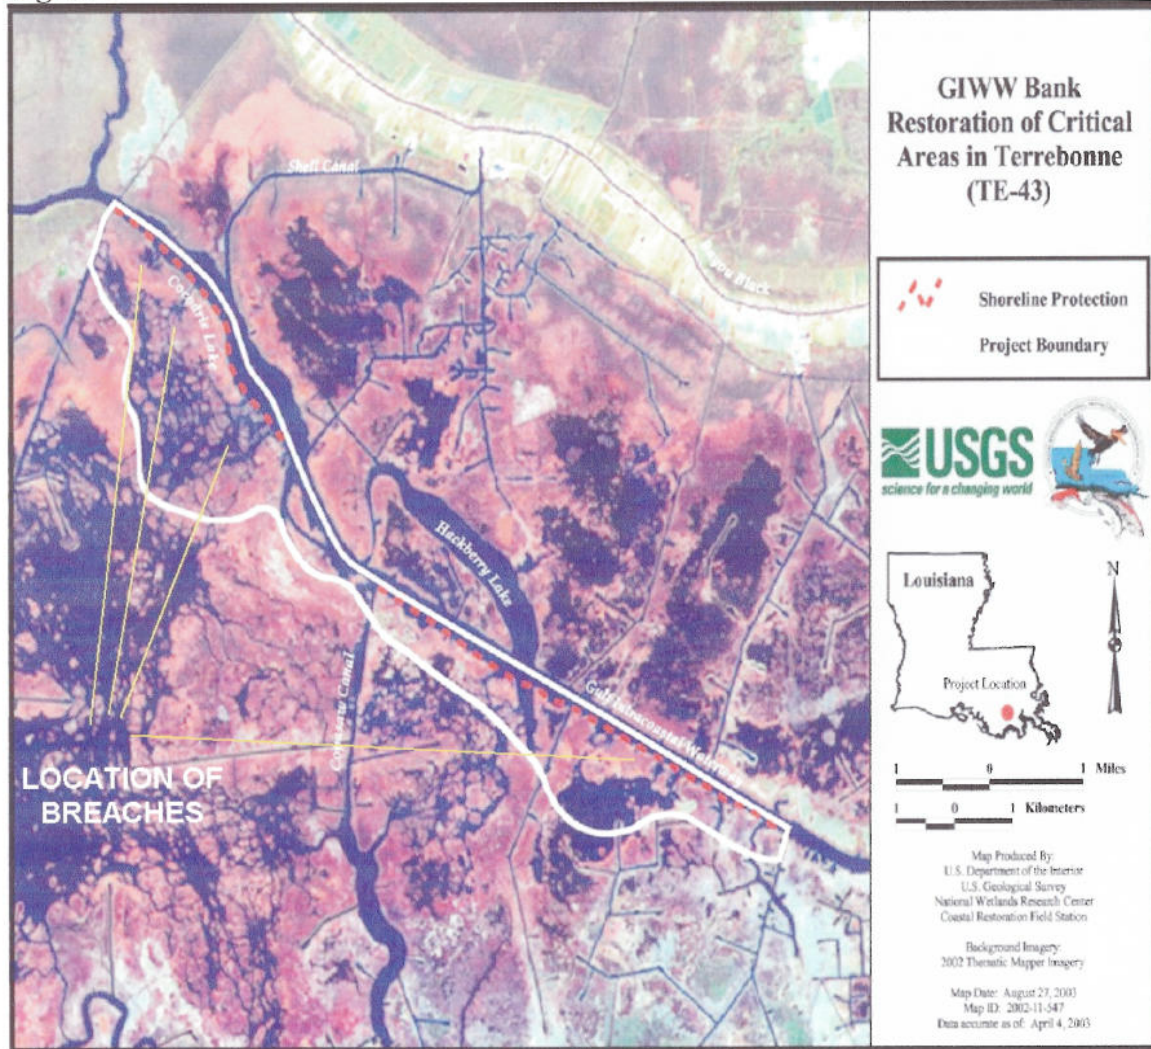 GIWW Bank
Restoration of Critical
Areas in Terrebonne
(TE-43)
Shoreline Protection
Project Boundary
USGS
science for a changing world
Louisiana
Project Location
N
1 0 1 Miles
1 0 1 Kilometers
Map Produced By:
U.S. Department of the Interior
U.S. Geological Survey
National Wetlands Research Center
Coastal Restoration Field Station
Background Imagery:
2002 Thematic Mapper Imagery
Map Date: August 27, 2003
Map ID: 2002-11-547
Data accurate as of: April 4, 2003
Shell Canal
Black
Lake
Hackberry Lake
Canal
LOCATION OF
BREACHES